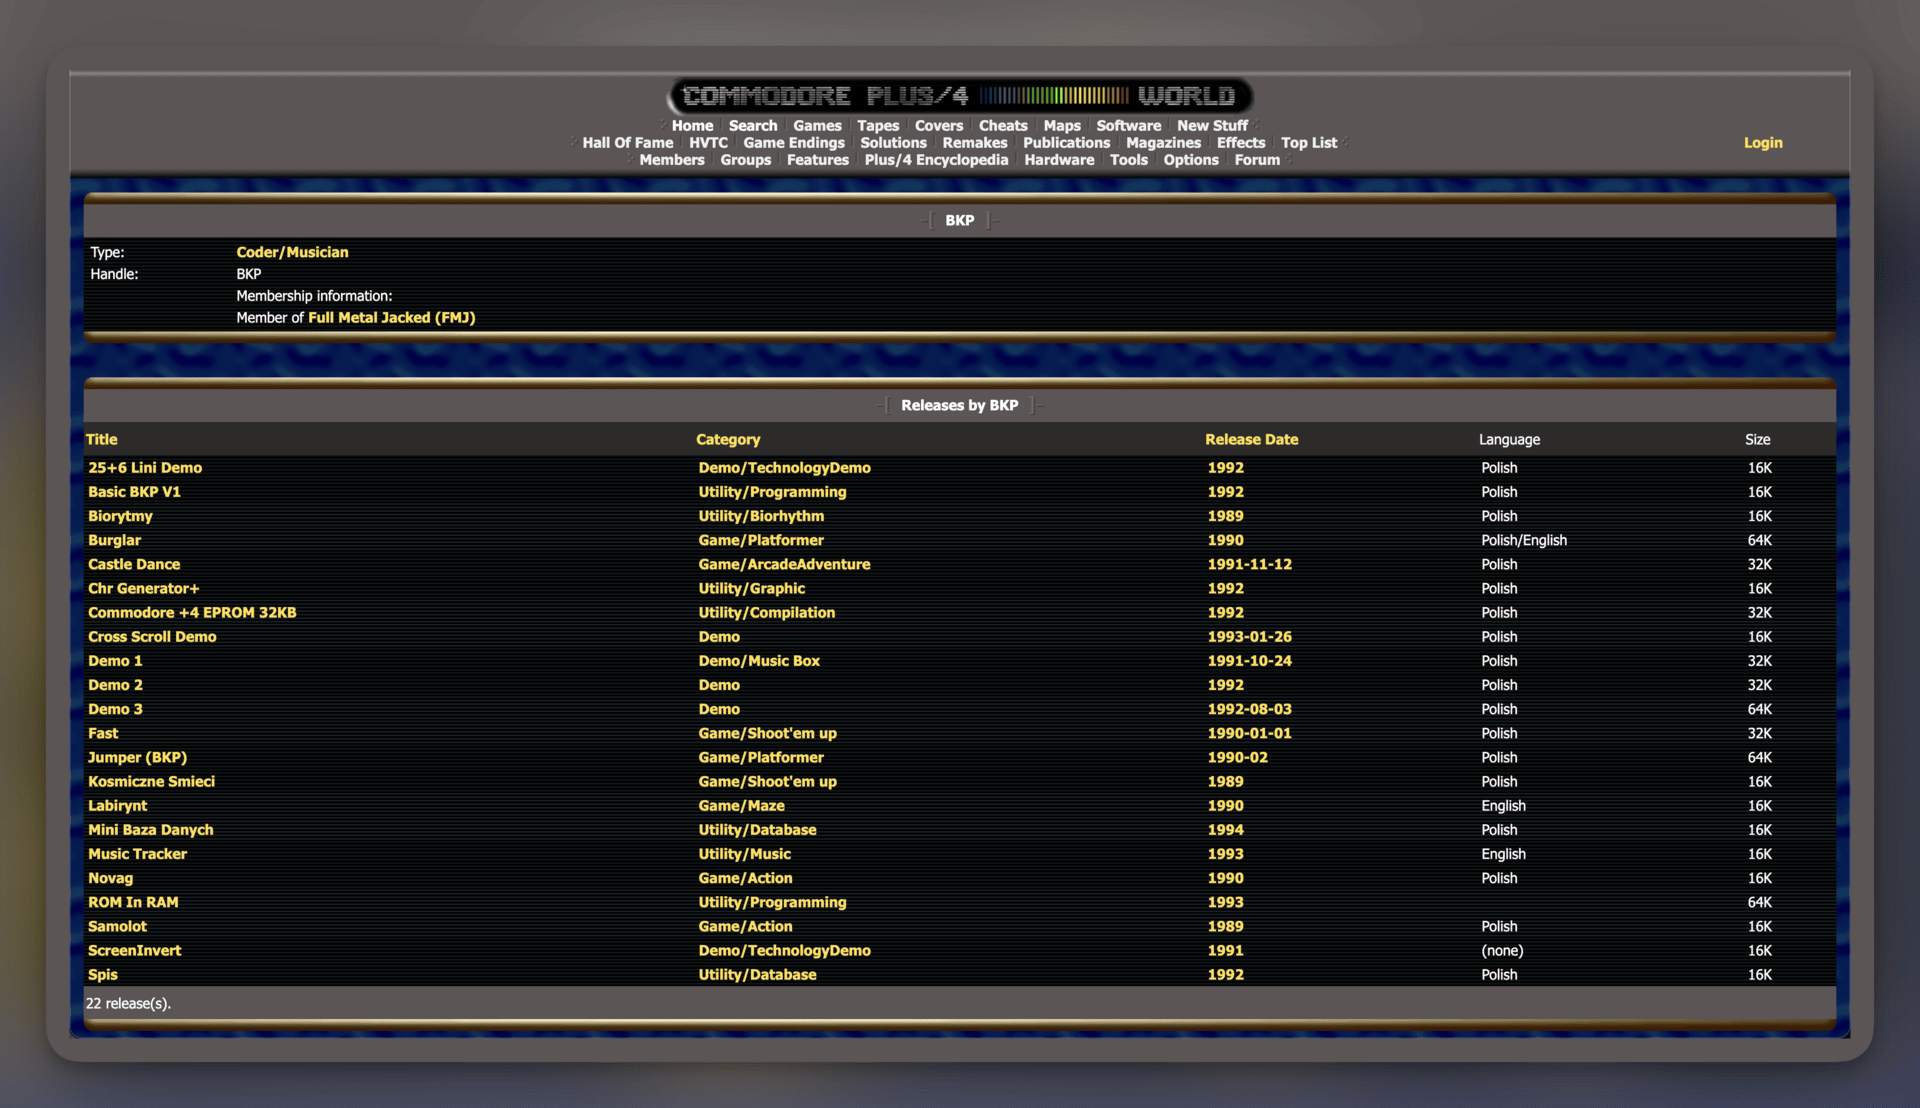 COMMODORE PLUS/4 WORLD
Home Search Games Tapes Covers Cheats Maps Software New Stuff
Hall Of Fame HVTC Game Endings Solutions Remakes Publications Magazines Effects Top List
Login
Members Groups Features Plus/4 Encyclopedia Hardware Tools Options Forum
-[ BKP ]-
Type: Coder/Musician
Handle: BKP
Membership information:
Member of Full Metal Jacked (FMJ)
-[ Releases by BKP ]-
Title Category Release Date Language Size
25+6 Lini Demo Demo/TechnologyDemo 1992 Polish 16K
Basic BKP V1 Utility/Programming 1992 Polish 16K
Biorytmy Utility/Biorhythm 1989 Polish 16K
Burglar Game/Platformer 1990 Polish/English 64K
Castle Dance Game/ArcadeAdventure 1991-11-12 Polish 32K
Chr Generator+ Utility/Graphic 1992 Polish 16K
Commodore +4 EPROM 32KB Utility/Compilation 1992 Polish 32K
Cross Scroll Demo Demo 1993-01-26 Polish 16K
Demo 1 Demo/Music Box 1991-10-24 Polish 32K
Demo 2 Demo 1992 Polish 32K
Demo 3 Demo 1992-08-03 Polish 64K
Fast Game/Shoot'em up 1990-01-01 Polish 32K
Jumper (BKP) Game/Platformer 1990-02 Polish 64K
Kosmiczne Smieci Game/Shoot'em up 1989 Polish 16K
Labirynt Game/Maze 1990 English 16K
Mini Baza Danych Utility/Database 1994 Polish 16K
Music Tracker Utility/Music 1993 English 16K
Novag Game/Action 1990 Polish 16K
ROM In RAM Utility/Programming 1993 64K
Samolot Game/Action 1989 Polish 16K
ScreenInvert Demo/TechnologyDemo 1991 (none) 16K
Spis Utility/Database 1992 Polish 16K
22 release(s).